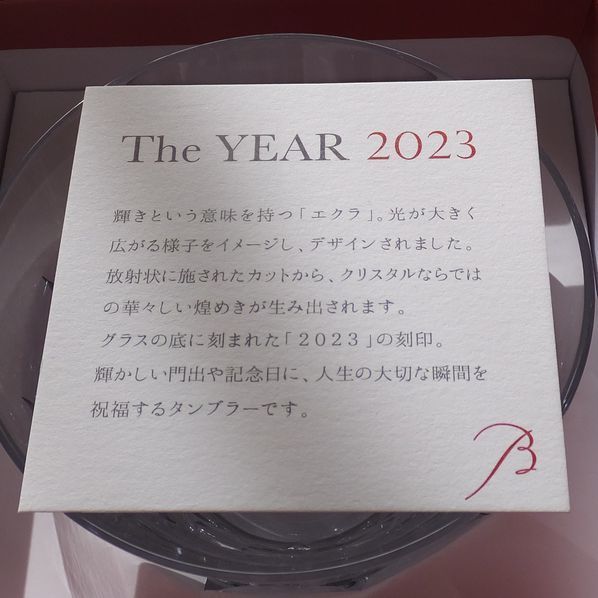 The YEAR 2023
輝きという意味を持つ「エクラ」。光が大きく
広がる様子をイメージし、デザインされました。
放射状に施されたカットから、クリスタルならでは
の華々しい煌めきが生み出されます。
グラスの底に刻まれた「２０２３」の刻印。
輝かしい門出や記念日に、人生の大切な瞬間を
祝福するタンブラーです。
B